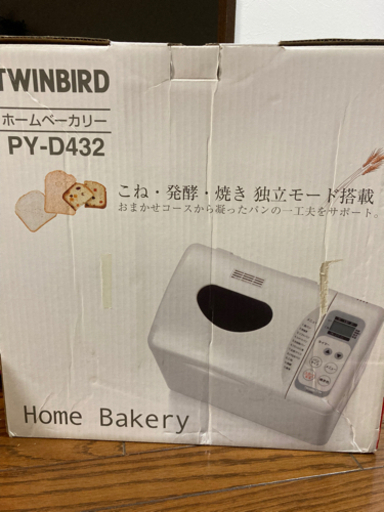 TWINBIRD
ホームベーカリー
PY-D432
こね・発酵・焼き 独立モード搭載
おまかせコースから凝ったパンの一工夫をサポート
Home Bakery